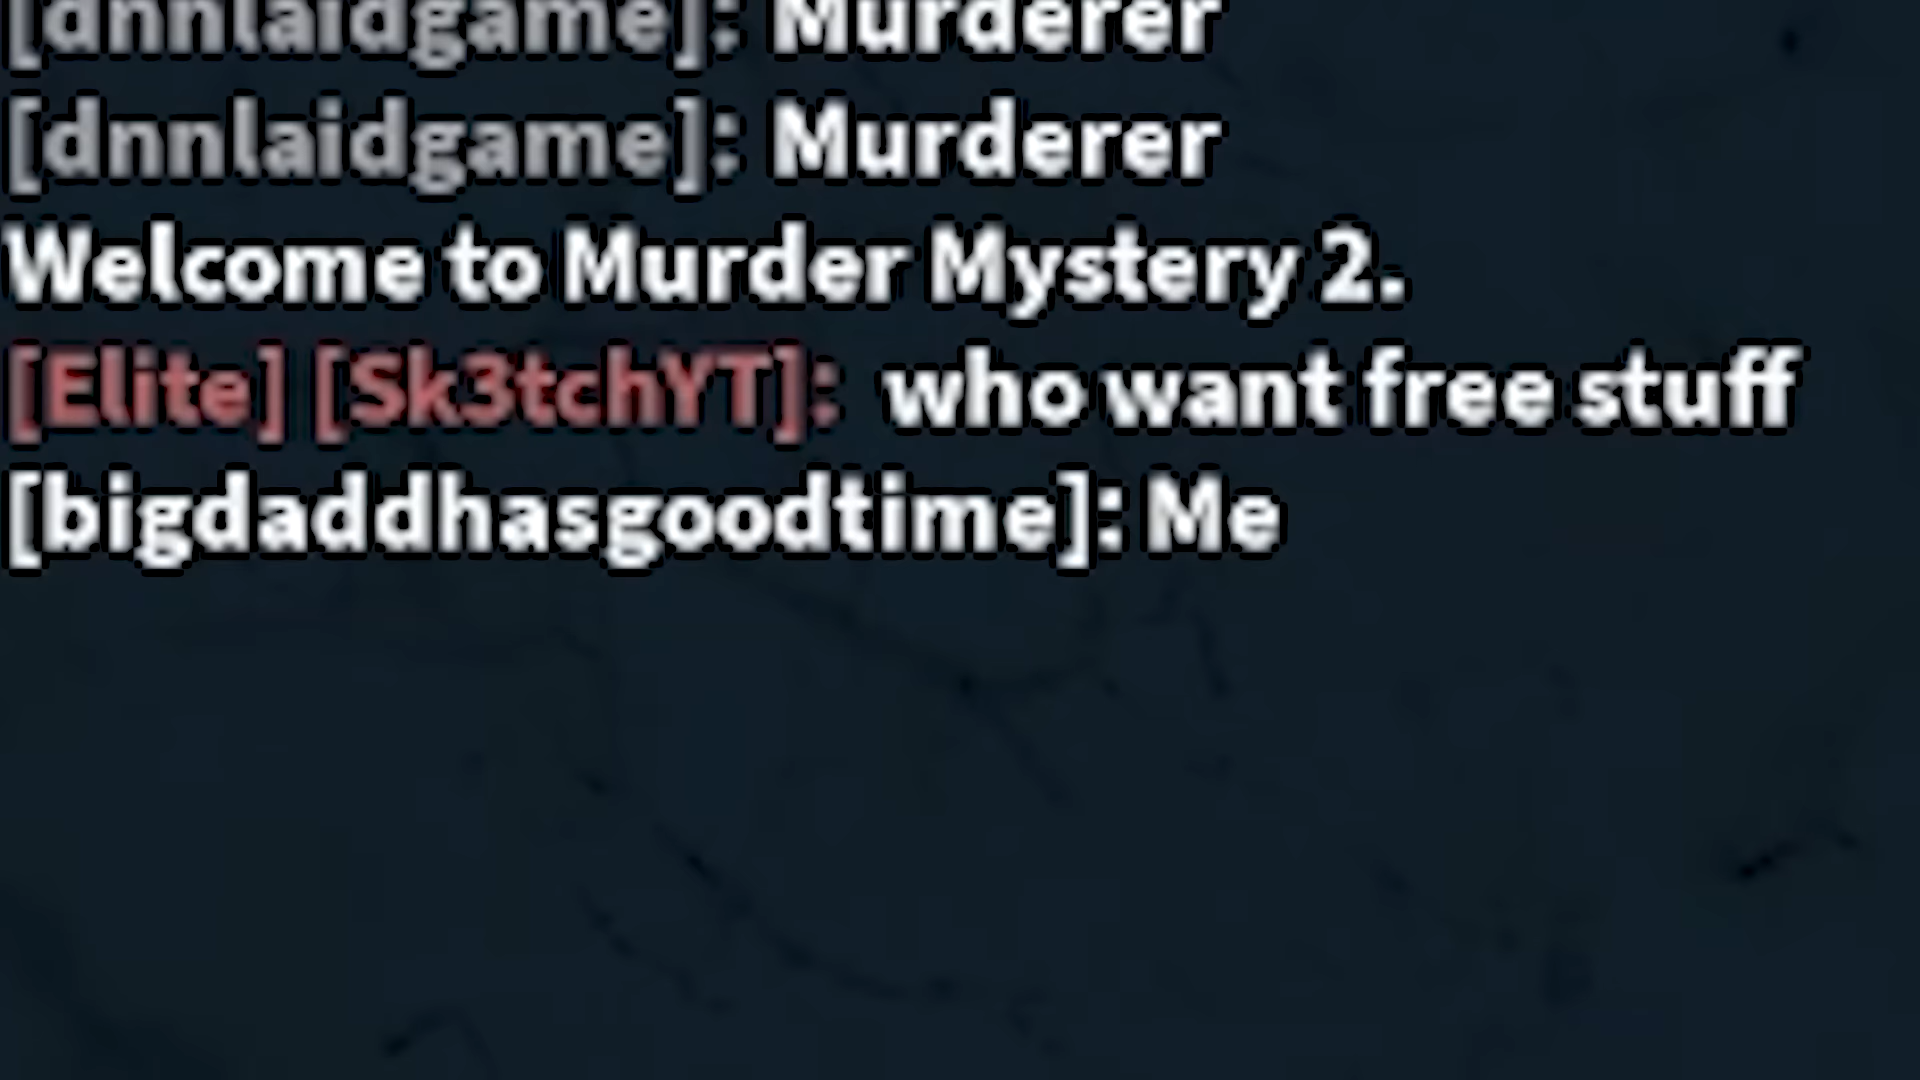 [dnnlaidgame]: Murderer
[dnnlaidgame]: Murderer
Welcome to Murder Mystery 2.
[Elite] [Sk3tchYT]: who want free stuff
[bigdaddhasgoodtime]: Me